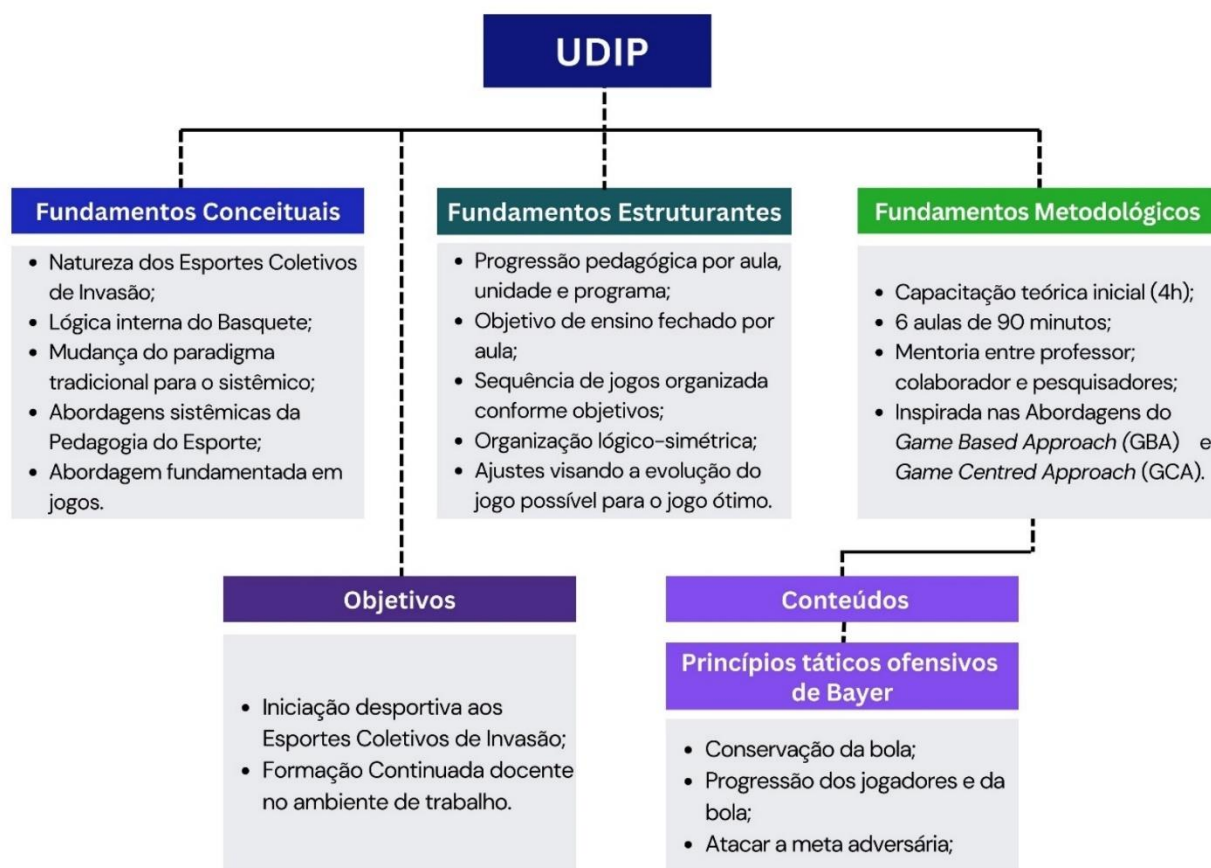 UDIP
Fundamentos Conceituais
• Natureza dos Esportes Coletivos
de Invasão;
• Lógica interna do Basquete;
• Mudança do paradigma
tradicional para o sistêmico;
• Abordagens sistêmicas da
Pedagogia do Esporte;
• Abordagem fundamentada em
jogos.
Fundamentos Estruturantes
• Progressão pedagógica por aula,
unidade e programa;
• Objetivo de ensino fechado por
aula;
• Sequência de jogos organizada
conforme objetivos;
• Organização lógico-simétrica;
• Ajustes visando a evolução do
jogo possível para o jogo ótimo.
Fundamentos Metodológicos
• Capacitação teórica inicial (4h);
• 6 aulas de 90 minutos;
• Mentoria entre professor;
colaborador e pesquisadores;
• Inspirada nas Abordagens do
Game Based Approach (GBA) e
Game Centred Approach (GCA).
Objetivos
• Iniciação desportiva aos
Esportes Coletivos de Invasão;
• Formação Continuada docente
no ambiente de trabalho.
Conteúdos
Princípios táticos ofensivos
de Bayer
• Conservação da bola;
• Progressão dos jogadores e da
bola;
• Atacar a meta adversária;